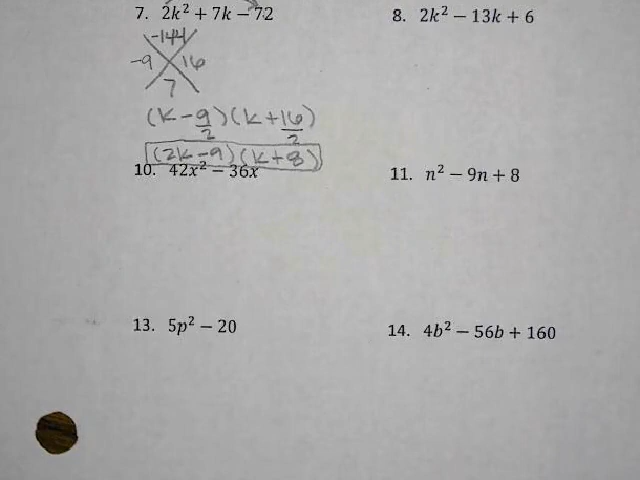 7. 2k² + 7k − 72
8. 2k² − 13k + 6
-144
-9 16
7
(k - 9/2)(k + 16/2)
(2k - 9)(k + 8)
10. 42x² − 36x
11. n² − 9n + 8
13. 5p² − 20
14. 4b² − 56b + 160